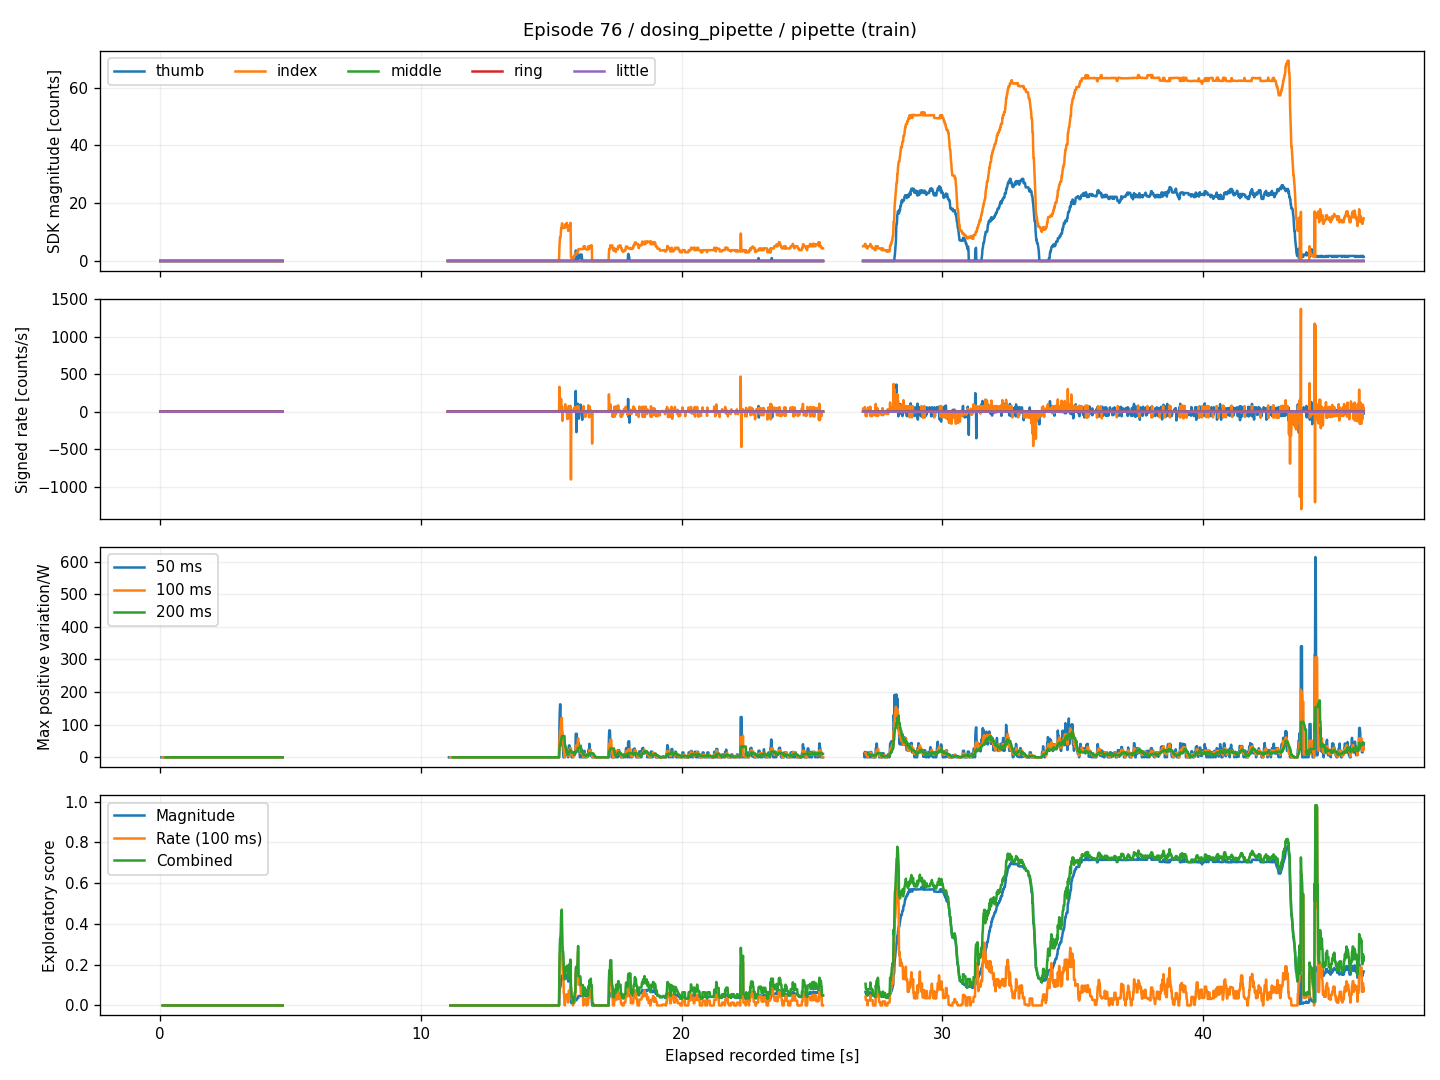 Episode 76 / dosing_pipette / pipette (train)
thumb index middle ring little
SDK magnitude [counts]
60
40
20
0
Signed rate [counts/s]
1500
1000
500
0
−500
−1000
Max positive variation/W
50 ms
100 ms
200 ms
600
500
400
300
200
100
0
Exploratory score
Magnitude
Rate (100 ms)
Combined
1.0
0.8
0.6
0.4
0.2
0.0
0 10 20 30 40
Elapsed recorded time [s]